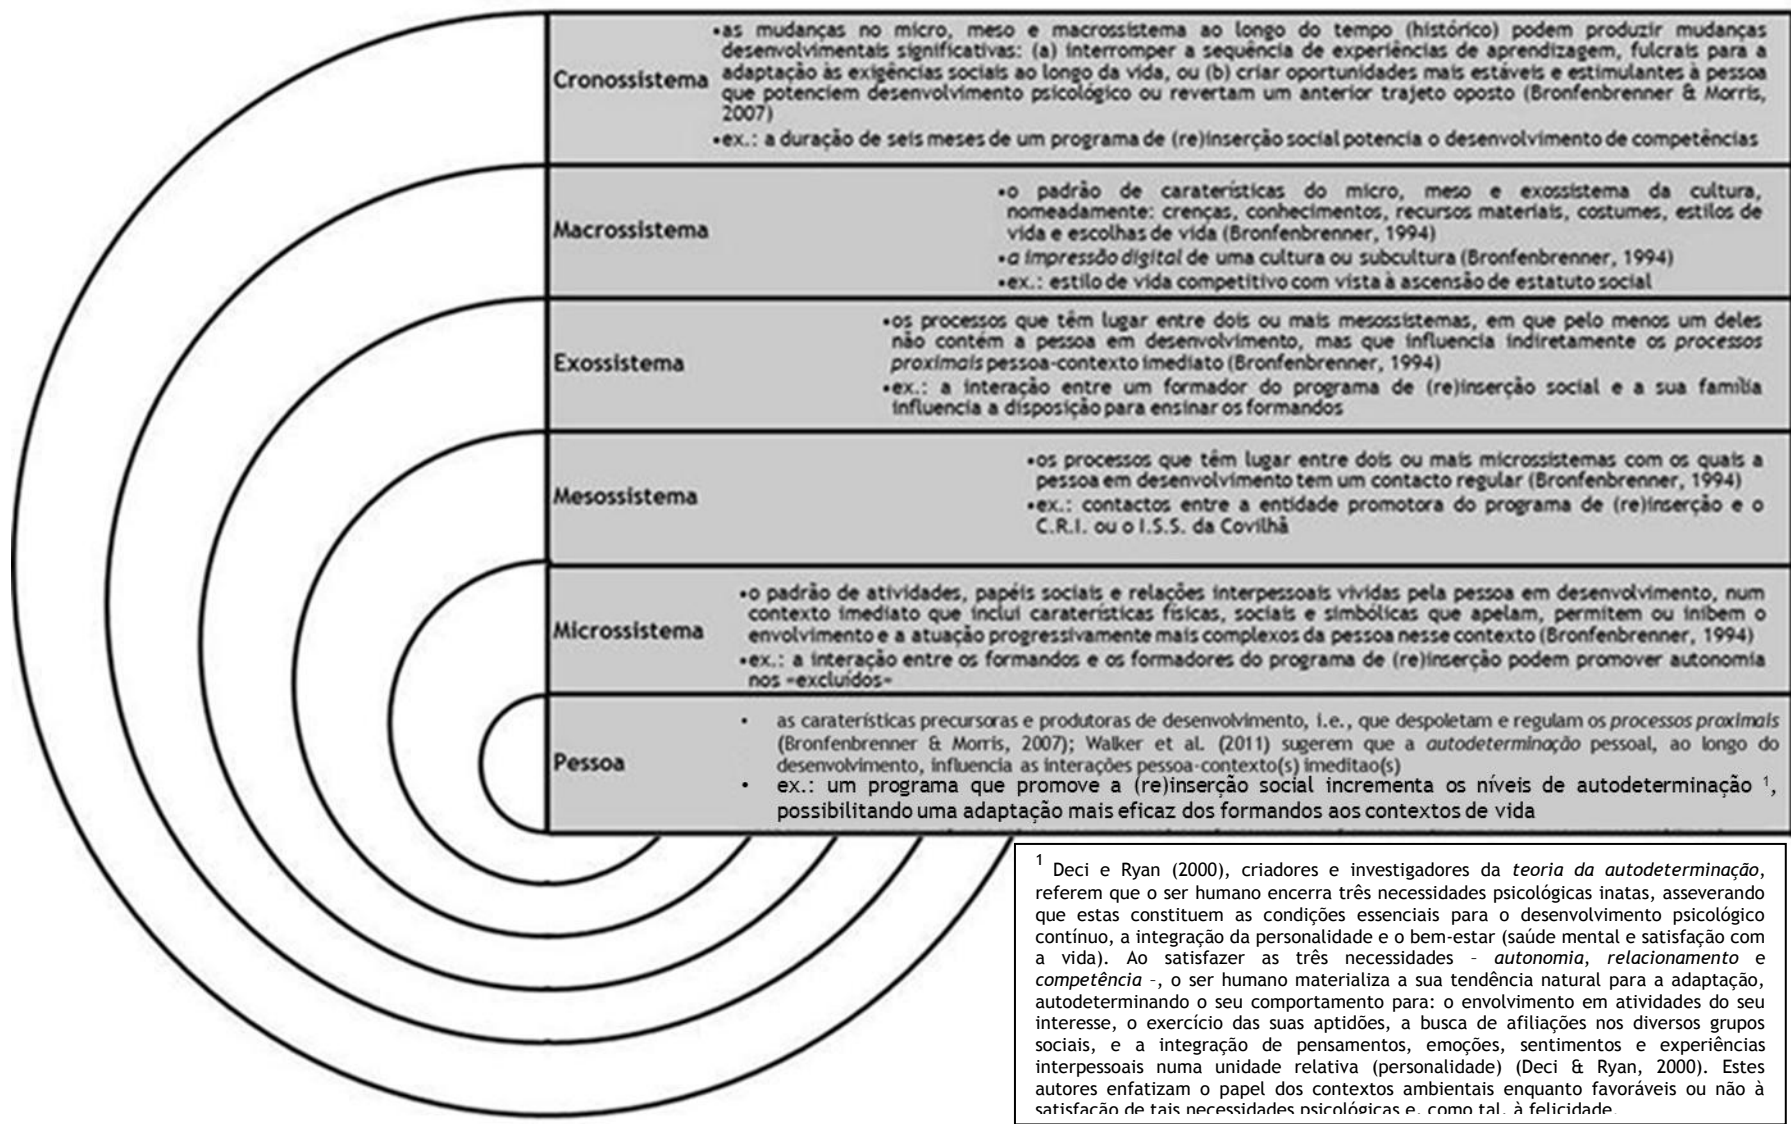 •as mudanças no micro, meso e macrossistema ao longo do tempo (histórico) podem produzir mudanças
desenvolvimentais significativas: (a) interromper a sequência de experiências de aprendizagem, fulcrais para a
Cronossistema adaptação às exigências sociais ao longo da vida, ou (b) criar oportunidades mais estáveis e estimulantes à pessoa
que potenciem desenvolvimento psicológico ou revertam um anterior trajeto oposto (Bronfenbrenner & Morris,
2007)
•ex.: a duração de seis meses de um programa de (re)inserção social potencia o desenvolvimento de competências
•o padrão de caraterísticas do micro, meso e exossistema da cultura,
nomeadamente: crenças, conhecimentos, recursos materiais, costumes, estilos de
Macrossistema vida e escolhas de vida (Bronfenbrenner, 1994)
•a impressão digital de uma cultura ou subcultura (Bronfenbrenner, 1994)
•ex.: estilo de vida competitivo com vista à ascensão de estatuto social
•os processos que têm lugar entre dois ou mais mesossistemas, em que pelo menos um deles
não contém a pessoa em desenvolvimento, mas que influencia indiretamente os processos
Exossistema proximais pessoa-contexto imediato (Bronfenbrenner, 1994)
•ex.: a interação entre um formador do programa de (re)inserção social e a sua família
influencia a disposição para ensinar os formandos
•os processos que têm lugar entre dois ou mais microssistemas com os quais a
pessoa em desenvolvimento tem um contacto regular (Bronfenbrenner, 1994)
Mesossistema •ex.: contactos entre a entidade promotora do programa de (re)inserção e o
C.R.I. ou o I.S.S. da Covilhã
•o padrão de atividades, papéis sociais e relações interpessoais vividas pela pessoa em desenvolvimento, num
contexto imediato que inclui caraterísticas físicas, sociais e simbólicas que apelam, permitem ou inibem o
Microssistema envolvimento e a atuação progressivamente mais complexos da pessoa nesse contexto (Bronfenbrenner, 1994)
•ex.: a interação entre os formandos e os formadores do programa de (re)inserção podem promover autonomia
nos «excluídos»
• as caraterísticas precursoras e produtoras de desenvolvimento, i.e., que despoletam e regulam os processos proximais
(Bronfenbrenner & Morris, 2007); Walker et al. (2011) sugerem que a autodeterminação pessoal, ao longo do
Pessoa desenvolvimento, influencia as interações pessoa-contexto(s) imeditao(s)
• ex.: um programa que promove a (re)inserção social incrementa os níveis de autodeterminação ¹,
possibilitando uma adaptação mais eficaz dos formandos aos contextos de vida
¹ Deci e Ryan (2000), criadores e investigadores da teoria da autodeterminação,
referem que o ser humano encerra três necessidades psicológicas inatas, asseverando
que estas constituem as condições essenciais para o desenvolvimento psicológico
contínuo, a integração da personalidade e o bem-estar (saúde mental e satisfação com
a vida). Ao satisfazer as três necessidades – autonomia, relacionamento e
competência –, o ser humano materializa a sua tendência natural para a adaptação,
autodeterminando o seu comportamento para: o envolvimento em atividades do seu
interesse, o exercício das suas aptidões, a busca de afiliações nos diversos grupos
sociais, e a integração de pensamentos, emoções, sentimentos e experiências
interpessoais numa unidade relativa (personalidade) (Deci & Ryan, 2000). Estes
autores enfatizam o papel dos contextos ambientais enquanto favoráveis ou não à
satisfação de tais necessidades psicológicas e, como tal, à felicidade.